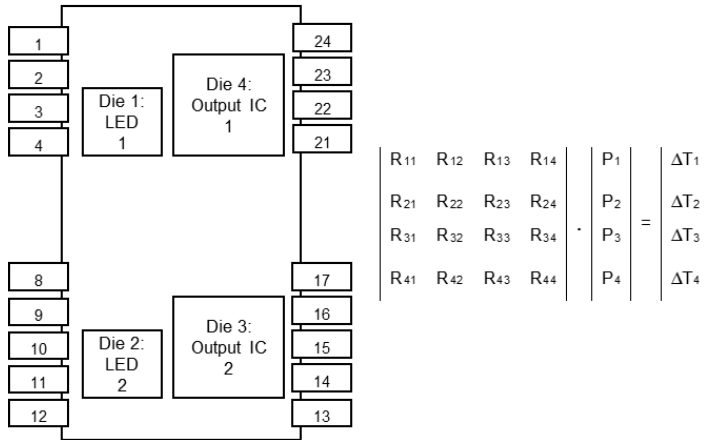 1
2
3
4
24
23
22
21
Die 1:
LED
1
Die 4:
Output IC
1
8
9
10
11
12
17
16
15
14
13
Die 2:
LED
2
Die 3:
Output IC
2
R11 R12 R13 R14
R21 R22 R23 R24
R31 R32 R33 R34
R41 R42 R43 R44
.
P1
P2
P3
P4
=
ΔT1
ΔT2
ΔT3
ΔT4